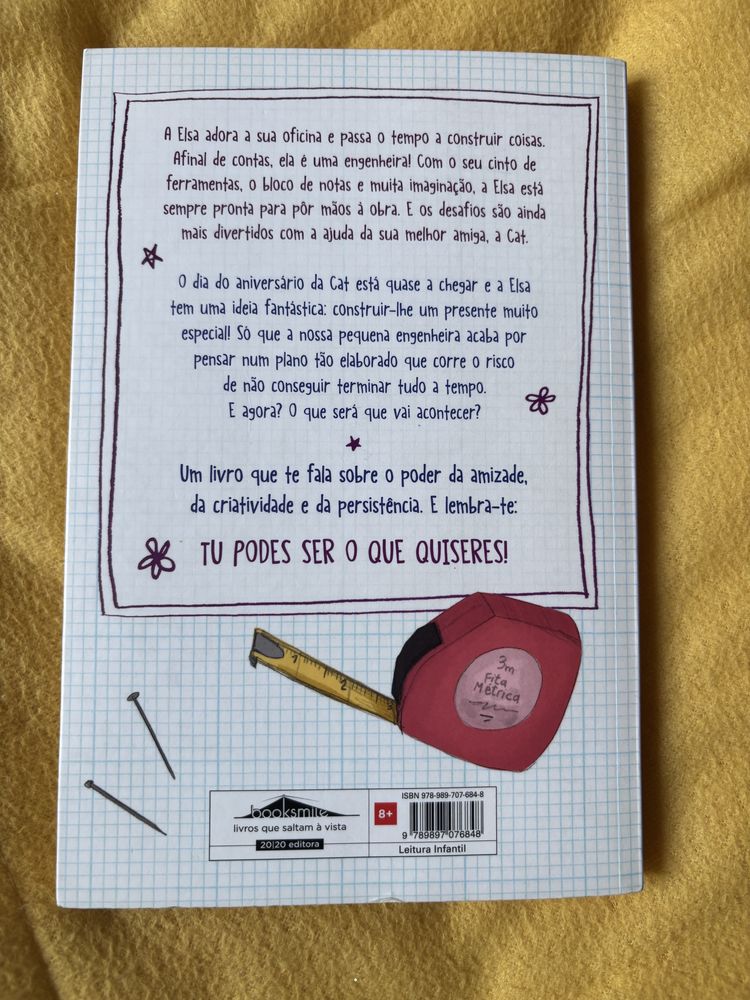 A Elsa adora a sua oficina e passa o tempo a construir coisas.
Afinal de contas, ela é uma engenheira! Com o seu cinto de
ferramentas, o bloco de notas e muita imaginação, a Elsa está
sempre pronta para pôr mãos à obra. E os desafios são ainda
mais divertidos com a ajuda da sua melhor amiga, a Cat.
O dia do aniversário da Cat está quase a chegar e a Elsa
tem uma ideia fantástica: construir-lhe um presente muito
especial! Só que a nossa pequena engenheira acaba por
pensar num plano tão elaborado que corre o risco
de não conseguir terminar tudo a tempo.
E agora? O que será que vai acontecer?
Um livro que te fala sobre o poder da amizade,
da criatividade e da persistência. E lembra-te:
TU PODES SER O QUE QUISERES!
1 2 3
3m
Fita
Métrica
booksmile
livros que saltam à vista
20|20 editora
8+
ISBN 978-989-707-684-8
9 789897 076848
Leitura Infantil